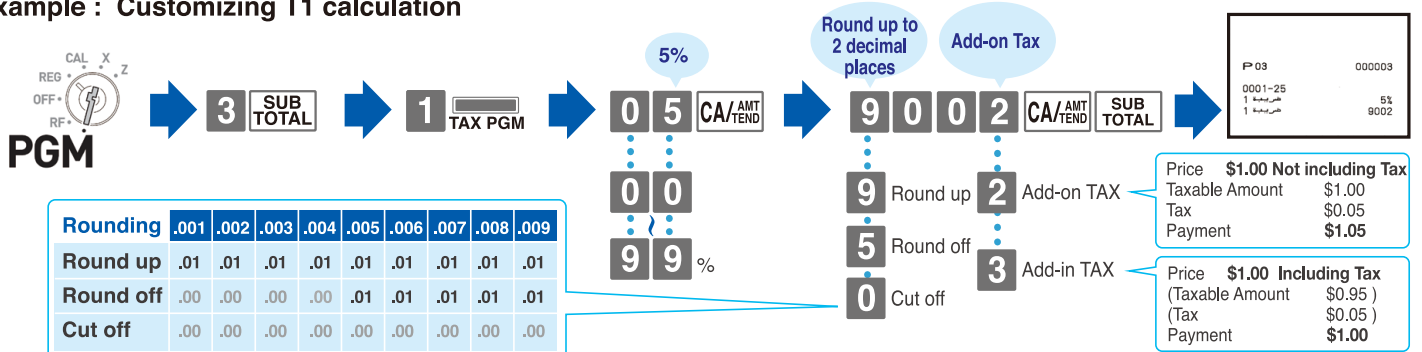 xample : Customizing T1 calculation
CAL X Z
REG
OFF
RF
PGM
3 SUB TOTAL
1 TAX PGM
5%
0 5 CA/AMT TEND
0 0
9 9 %
Round up to
2 decimal
places
Add-on Tax
9 0 0 2 CA/AMT TEND SUB TOTAL
9 Round up 2 Add-on TAX
5 Round off
3 Add-in TAX
0 Cut off
P 03 000003
0001-25
ضريبة 1 5%
ضريبة 1 9002
Price $1.00 Not including Tax
Taxable Amount $1.00
Tax $0.05
Payment $1.05
Price $1.00 Including Tax
(Taxable Amount $0.95 )
(Tax $0.05 )
Payment $1.00
Rounding .001 .002 .003 .004 .005 .006 .007 .008 .009
Round up .01 .01 .01 .01 .01 .01 .01 .01 .01
Round off .00 .00 .00 .00 .01 .01 .01 .01 .01
Cut off .00 .00 .00 .00 .00 .00 .00 .00 .00